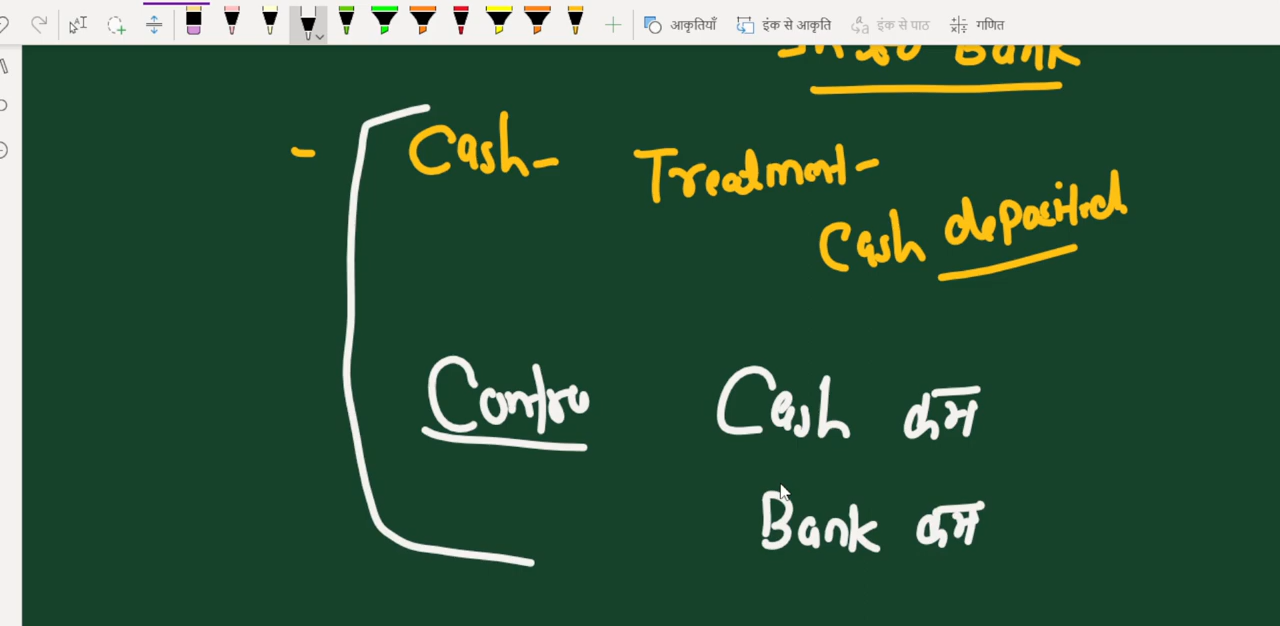 आकृतियाँ इंक से आकृति इंक से पाठ गणित
Bank
- Cash- Treatment-
Cash deposited
Contra Cash कम
Bank कम